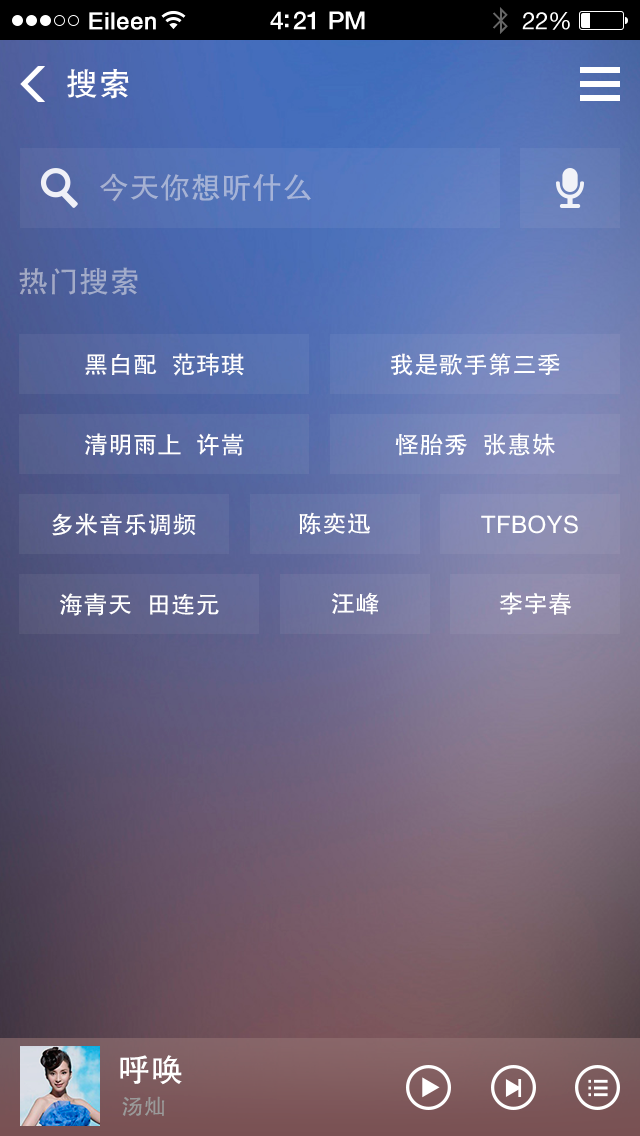 Eileen 4:21 PM 22%
搜索
今天你想听什么
热门搜索
黑白配 范玮琪 我是歌手第三季
清明雨上 许嵩 怪胎秀 张惠妹
多米音乐调频 陈奕迅 TFBOYS
海青天 田连元 汪峰 李宇春
呼唤
汤灿